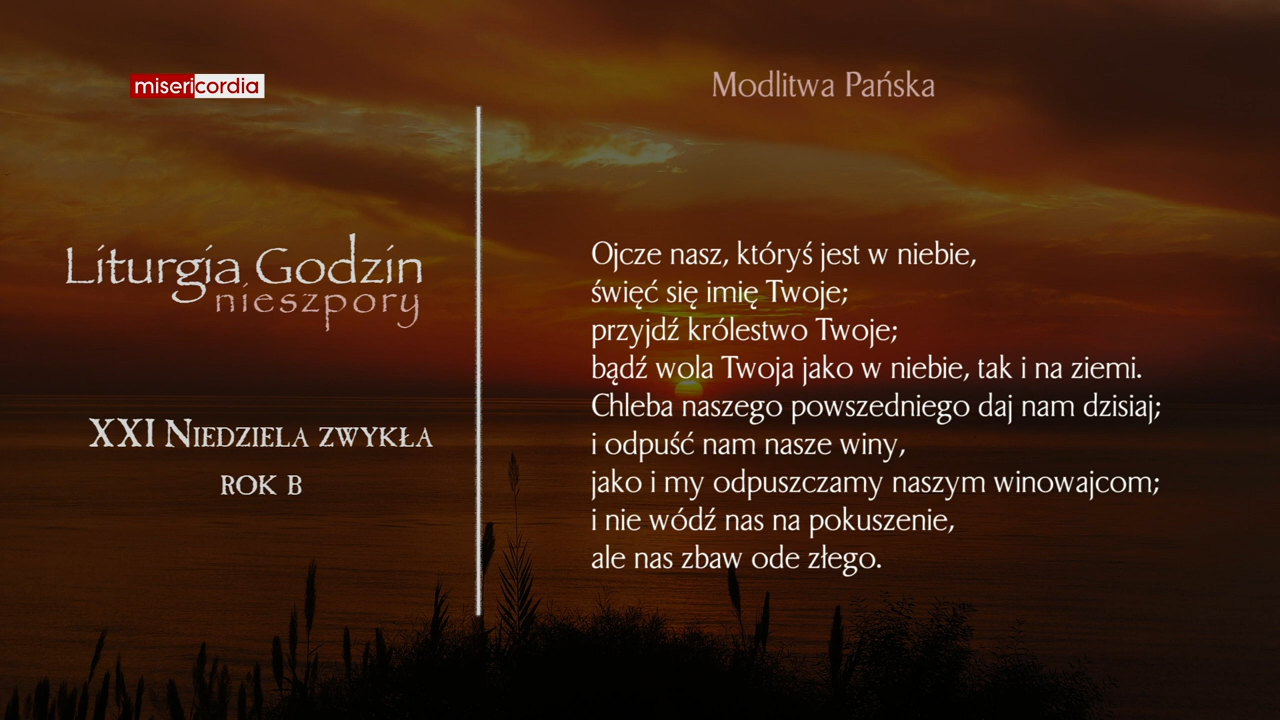 misericordia
Liturgia Godzin
nieszpory
XXI Niedziela zwykła
rok B
Modlitwa Pańska
Ojcze nasz, któryś jest w niebie,
święć się imię Twoje;
przyjdź królestwo Twoje;
bądź wola Twoja jako w niebie, tak i na ziemi.
Chleba naszego powszedniego daj nam dzisiaj;
i odpuść nam nasze winy,
jako i my odpuszczamy naszym winowajcom;
i nie wódź nas na pokuszenie,
ale nas zbaw ode złego.